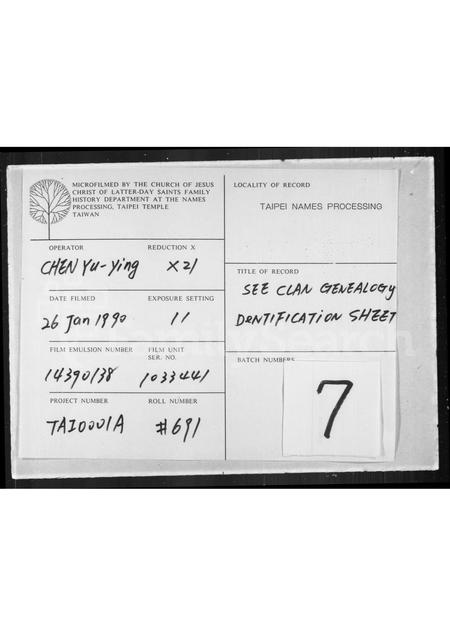 MICROFILMED BY THE CHURCH OF JESUS
CHRIST OF LATTER-DAY SAINTS FAMILY
HISTORY DEPARTMENT AT THE NAMES
PROCESSING, TAIPEI TEMPLE
TAIWAN
OPERATOR
REDUCTION X
CHEN Yu-Ying
X21
DATE FILMED
EXPOSURE SETTING
26 Jan 1990
11
FILM EMULSION NUMBER
FILM UNIT
SER. NO.
14390138
1033441
PROJECT NUMBER
ROLL NUMBER
TAI0001A
#691
LOCALITY OF RECORD
TAIPEI NAMES PROCESSING
TITLE OF RECORD
SEE CLAN GENEALOGY
DENTIFICATION SHEET
BATCH NUMBERS
7